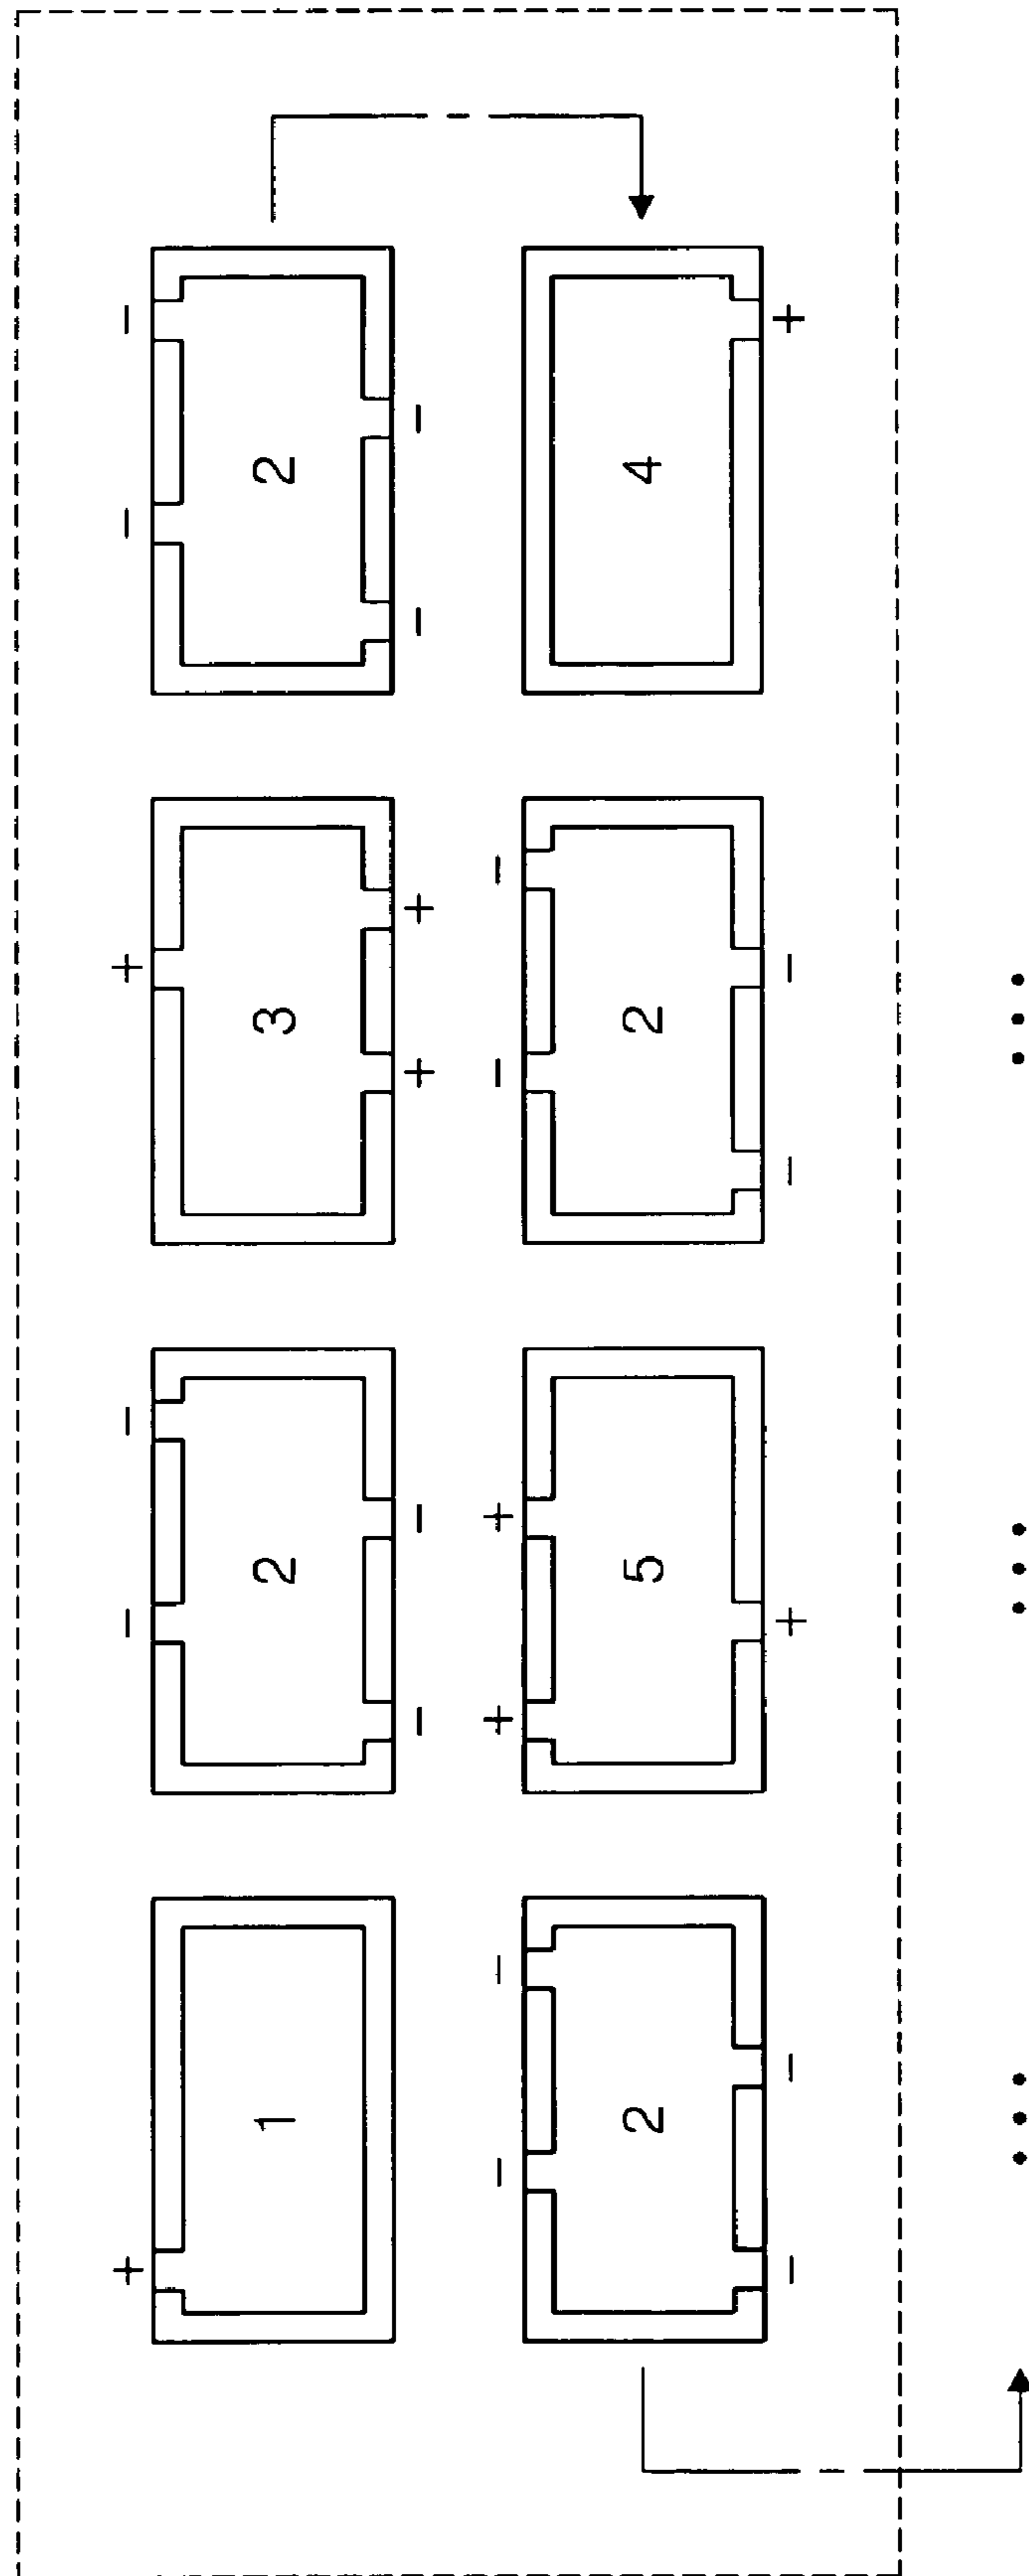 + − − + − −
1 2 3 2
− − + + − −
− − + + − −
2 5 2 4
− − + − − +